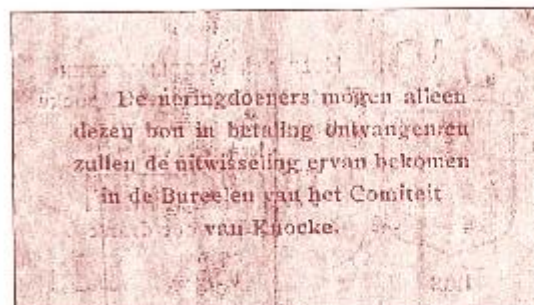 De neringdoeners mogen alleen
dezen bon in betaling ontvangen en
zullen de uitwisseling ervan bekomen
in de Bureelen van het Comiteit
van Knocke.